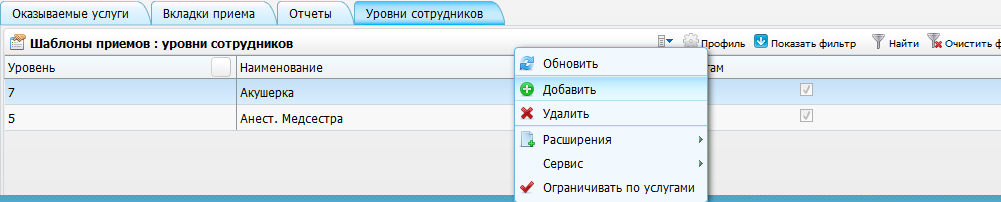 Оказываемые услуги Вкладки приема Отчеты Уровни сотрудников
Шаблоны приемов : уровни сотрудников Профиль Показать фильтр Найти Очистить ф
Уровень Наименование гам
7 Акушерка
5 Анест. Медсестра
Обновить
Добавить
Удалить
Расширения
Сервис
Ограничивать по услугами